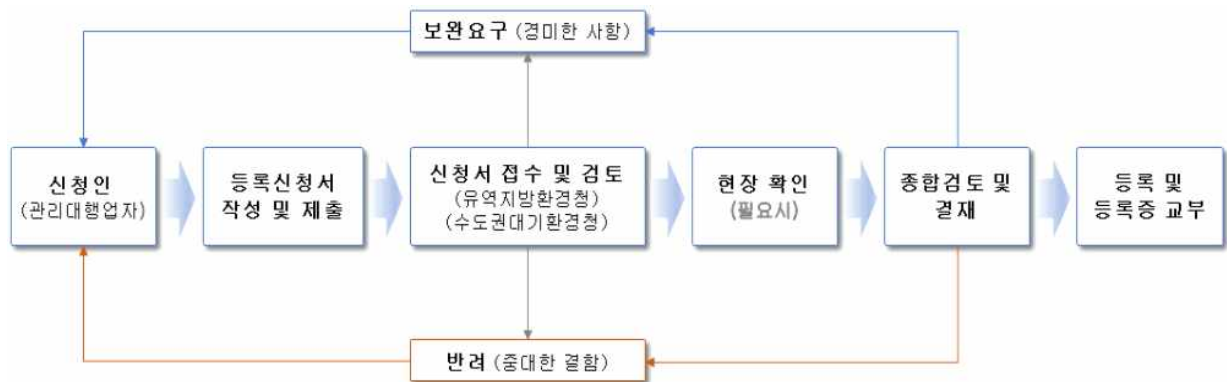 보완요구 (경미한 사항)
신청인
(관리대행업자)
등록신청서
작성 및 제출
신청서 접수 및 검토
(유역지방환경청)
(수도권대기환경청)
현장 확인
(필요시)
종합검토 및
결재
등록 및
등록증 교부
반려 (중대한 결함)